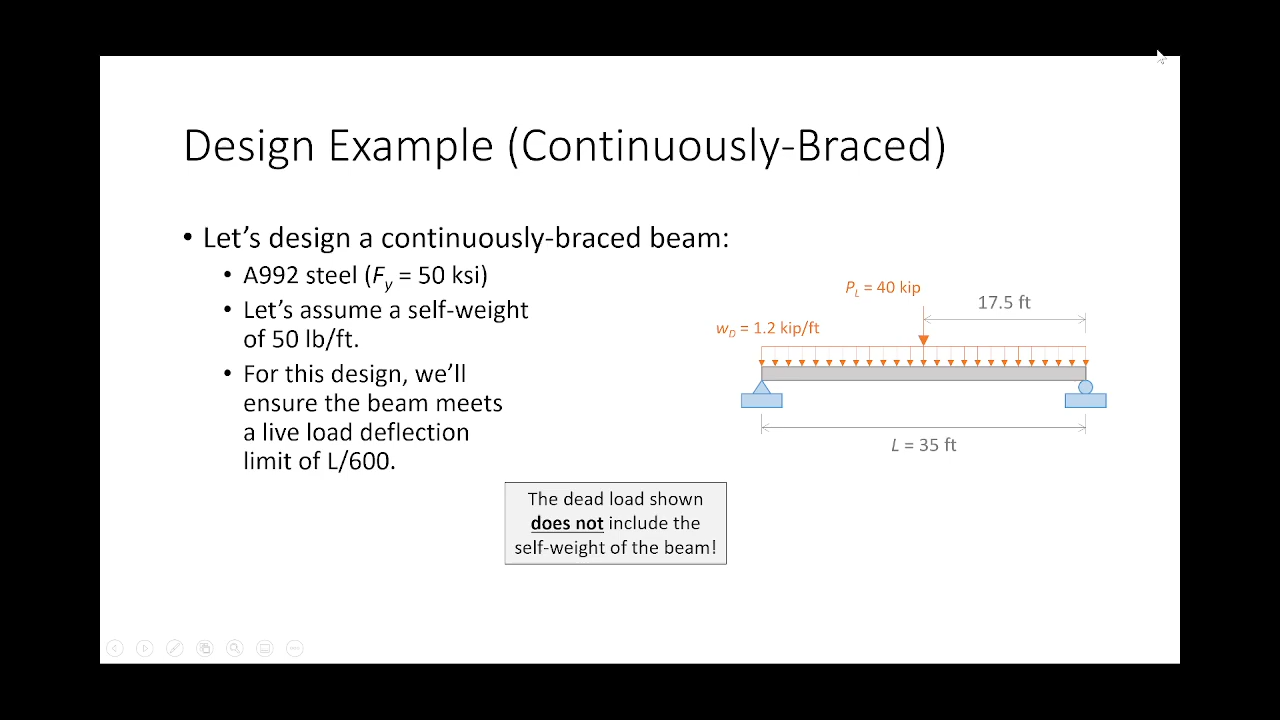 Design Example (Continuously-Braced)
• Let’s design a continuously-braced beam:
• A992 steel (Fy = 50 ksi)
• Let’s assume a self-weight
of 50 lb/ft.
• For this design, we’ll
ensure the beam meets
a live load deflection
limit of L/600.
PL = 40 kip
17.5 ft
wD = 1.2 kip/ft
L = 35 ft
The dead load shown
does not include the
self-weight of the beam!